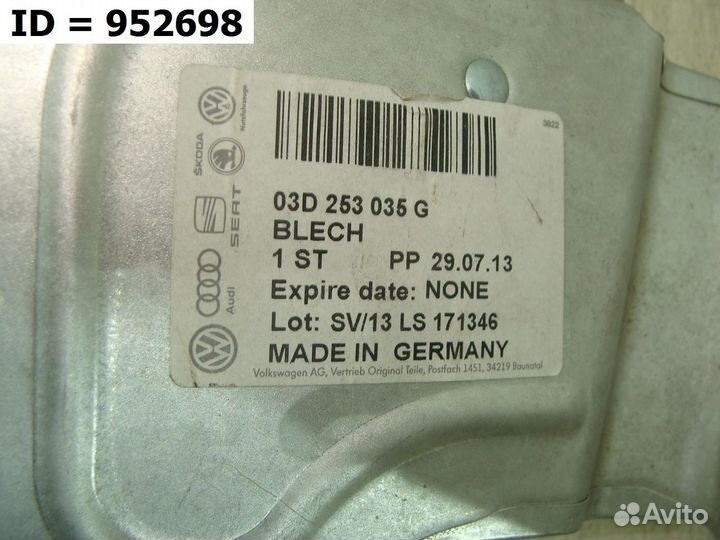 ID = 952698
9822
Nutzfahrzeuge
ŠKODA
SEAT
Audi
03D 253 035 G
BLECH
1 ST PP 29.07.13
Expire date: NONE
Lot: SV/13 LS 171346
MADE IN GERMANY
Volkswagen AG, Vertrieb Original Teile, Postfach 1451, 34219 Baunatal
Avito